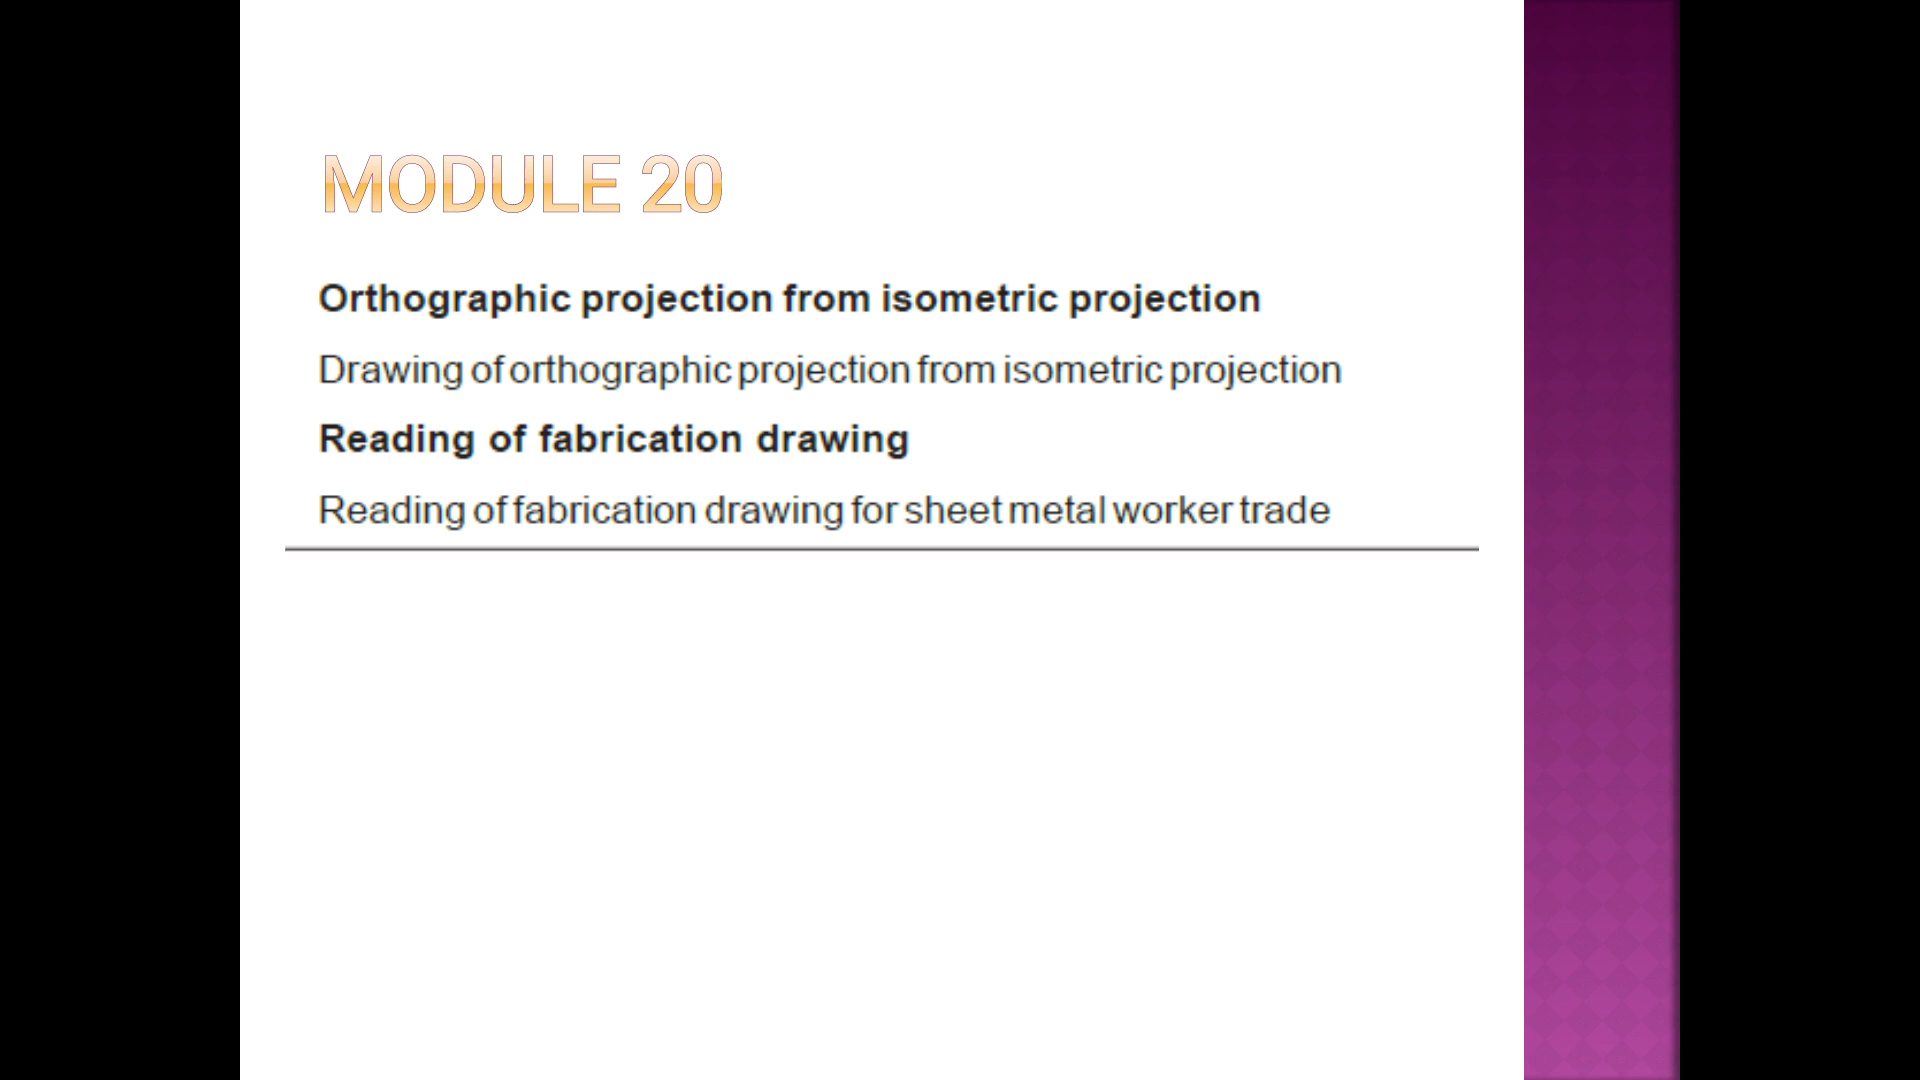 MODULE 20
Orthographic projection from isometric projection
Drawing of orthographic projection from isometric projection
Reading of fabrication drawing
Reading of fabrication drawing for sheet metal worker trade